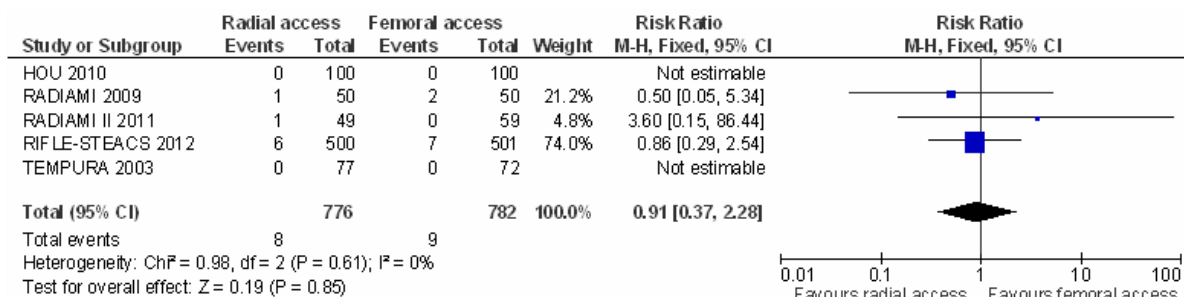 Radial access Femoral access Risk Ratio Risk Ratio
Study or Subgroup Events Total Events Total Weight M-H, Fixed, 95% CI M-H, Fixed, 95% CI
HOU 2010 0 100 0 100 Not estimable
RADIAMI 2009 1 50 2 50 21.2% 0.50 [0.05, 5.34]
RADIAMI II 2011 1 49 0 59 4.8% 3.60 [0.15, 86.44]
RIFLE-STEACS 2012 6 500 7 501 74.0% 0.86 [0.29, 2.54]
TEMPURA 2003 0 77 0 72 Not estimable
Total (95% CI) 776 782 100.0% 0.91 [0.37, 2.28]
Total events 8 9
Heterogeneity: Chi² = 0.98, df = 2 (P = 0.61); I² = 0%
Test for overall effect: Z = 0.19 (P = 0.85)
0.01 0.1 1 10 100
Favours radial access Favours femoral access